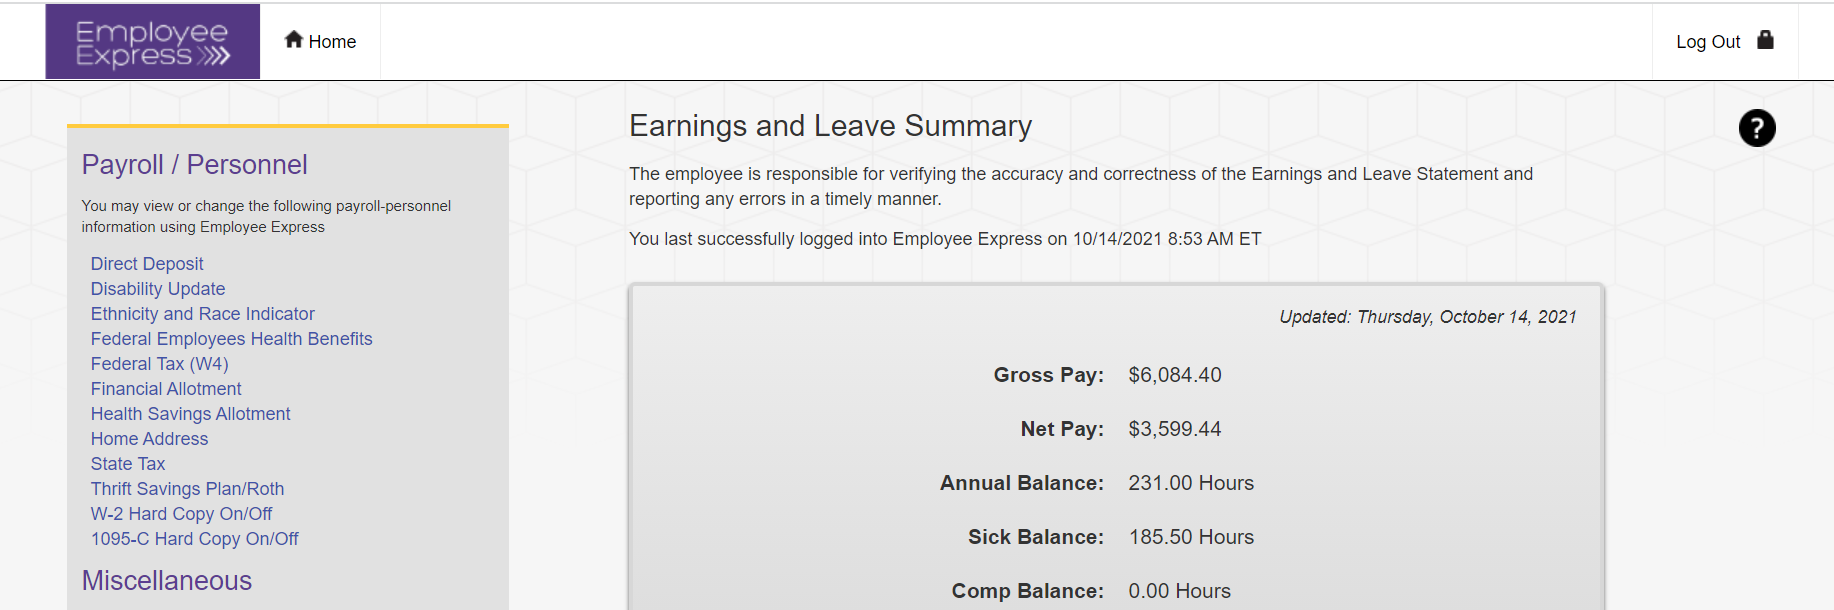 Employee
Express
Home
Log Out
Payroll / Personnel
You may view or change the following payroll-personnel
information using Employee Express
Direct Deposit
Disability Update
Ethnicity and Race Indicator
Federal Employees Health Benefits
Federal Tax (W4)
Financial Allotment
Health Savings Allotment
Home Address
State Tax
Thrift Savings Plan/Roth
W-2 Hard Copy On/Off
1095-C Hard Copy On/Off
Miscellaneous
Earnings and Leave Summary
?
The employee is responsible for verifying the accuracy and correctness of the Earnings and Leave Statement and
reporting any errors in a timely manner.
You last successfully logged into Employee Express on 10/14/2021 8:53 AM ET
Updated: Thursday, October 14, 2021
Gross Pay: $6,084.40
Net Pay: $3,599.44
Annual Balance: 231.00 Hours
Sick Balance: 185.50 Hours
Comp Balance: 0.00 Hours